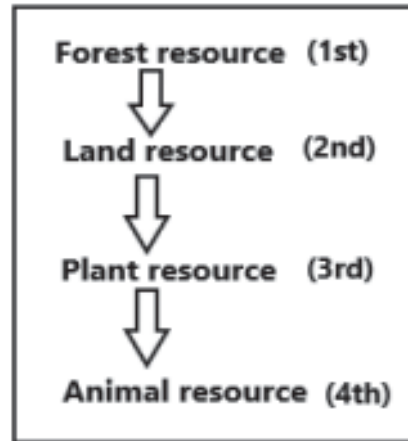 Forest resource (1st)
Land resource (2nd)
Plant resource (3rd)
Animal resource (4th)